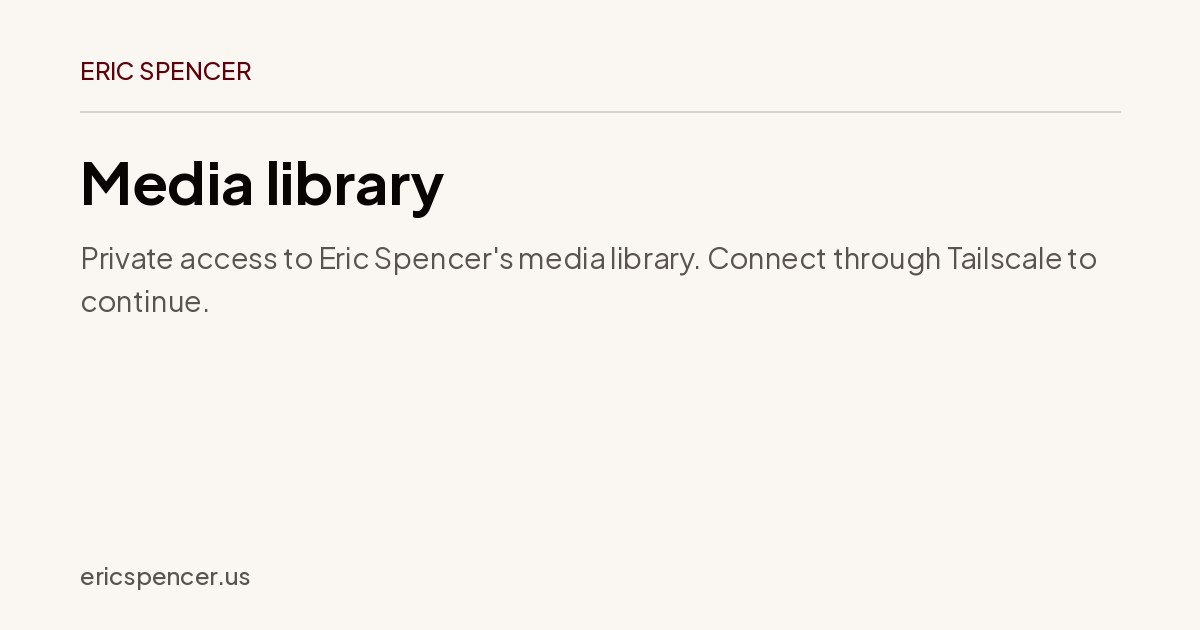 ERIC SPENCER
Media library
Private access to Eric Spencer's media library. Connect through Tailscale to
continue.
ericspencer.us